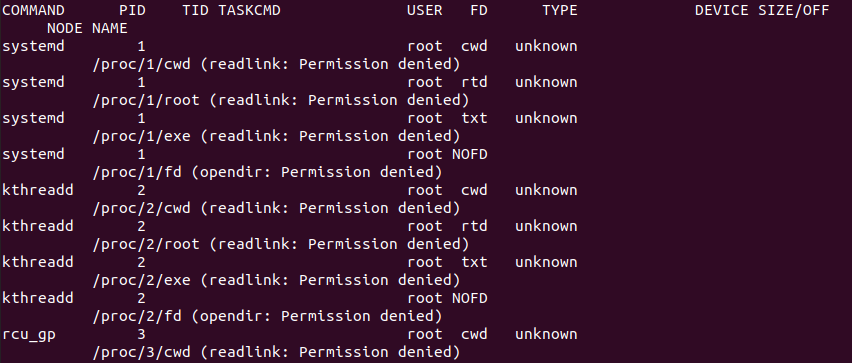 COMMAND      PID    TID TASKCMD              USER   FD      TYPE             DEVICE SIZE/OFF
     NODE NAME
systemd        1                             root  cwd   unknown
          /proc/1/cwd (readlink: Permission denied)
systemd        1                             root  rtd   unknown
          /proc/1/root (readlink: Permission denied)
systemd        1                             root  txt   unknown
          /proc/1/exe (readlink: Permission denied)
systemd        1                             root NOFD
          /proc/1/fd (opendir: Permission denied)
kthreadd       2                             root  cwd   unknown
          /proc/2/cwd (readlink: Permission denied)
kthreadd       2                             root  rtd   unknown
          /proc/2/root (readlink: Permission denied)
kthreadd       2                             root  txt   unknown
          /proc/2/exe (readlink: Permission denied)
kthreadd       2                             root NOFD
          /proc/2/fd (opendir: Permission denied)
rcu_gp         3                             root  cwd   unknown
          /proc/3/cwd (readlink: Permission denied)